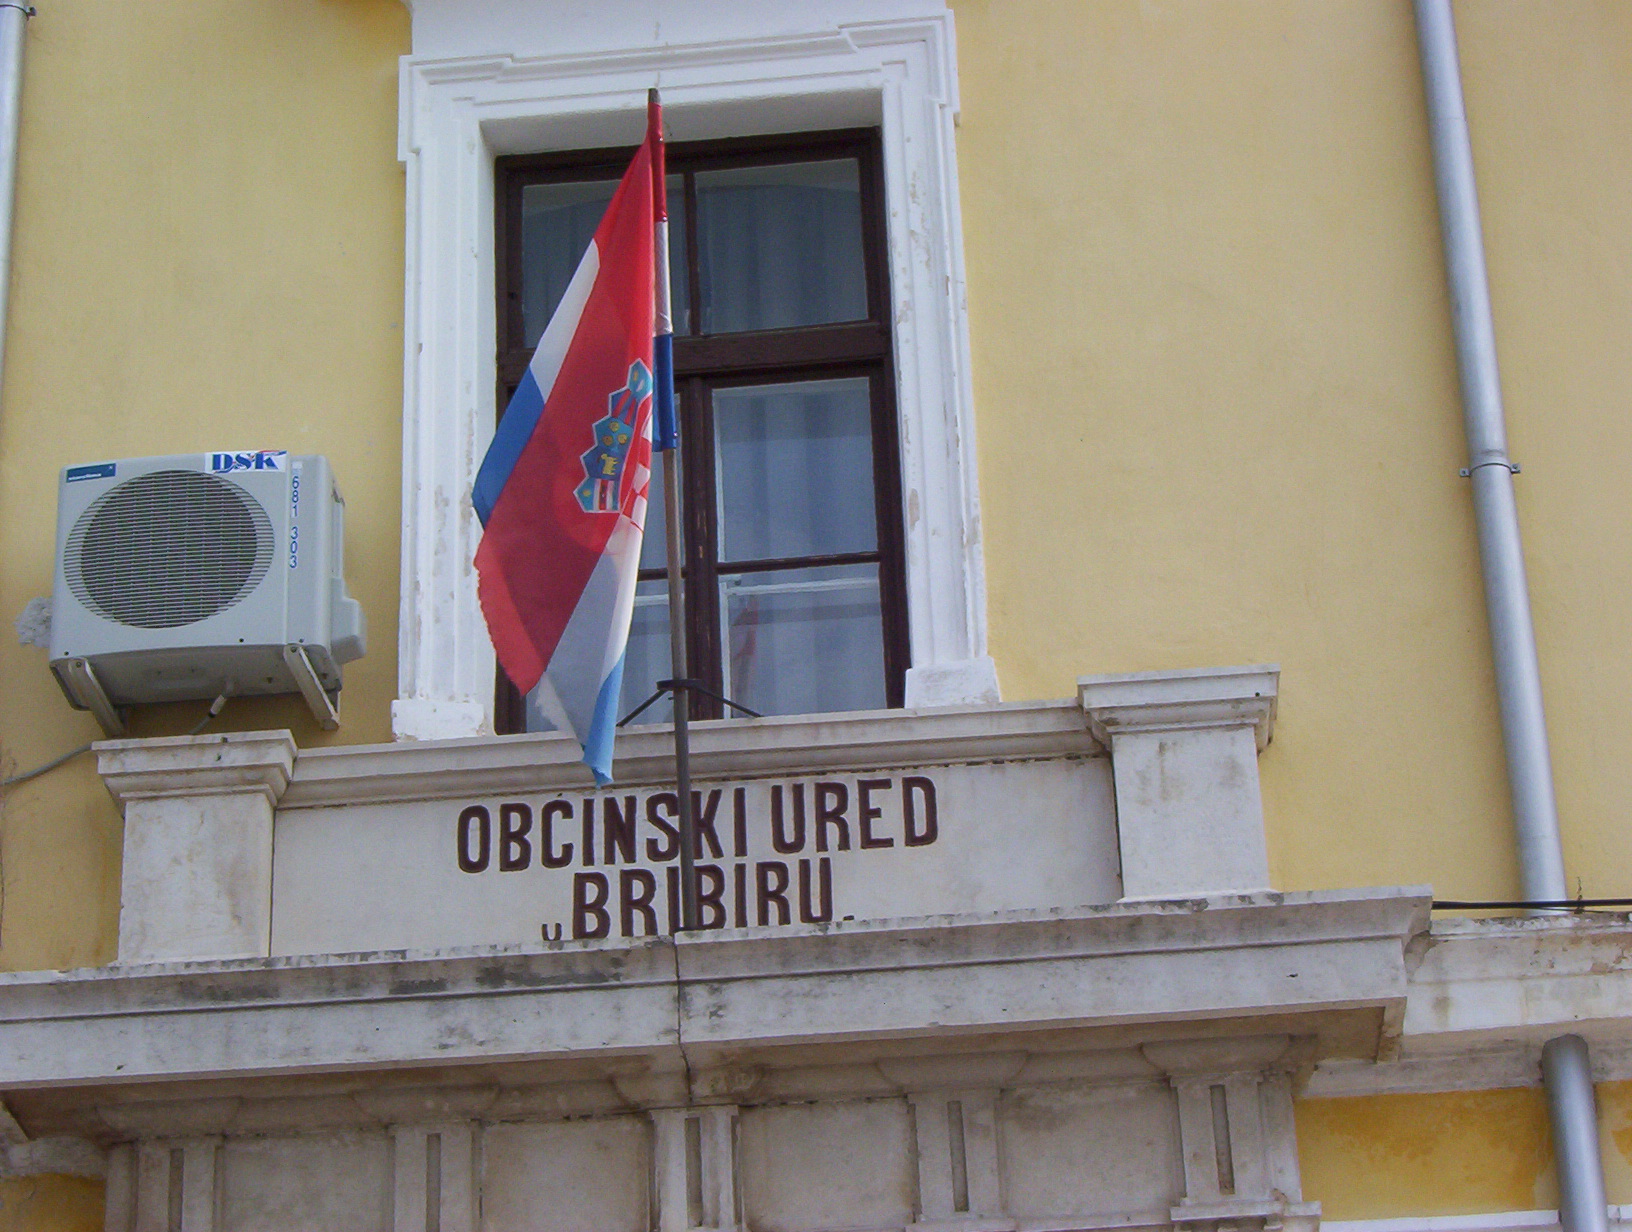 DSK
681 303
OBCINSKI URED
u BRIBIRU.